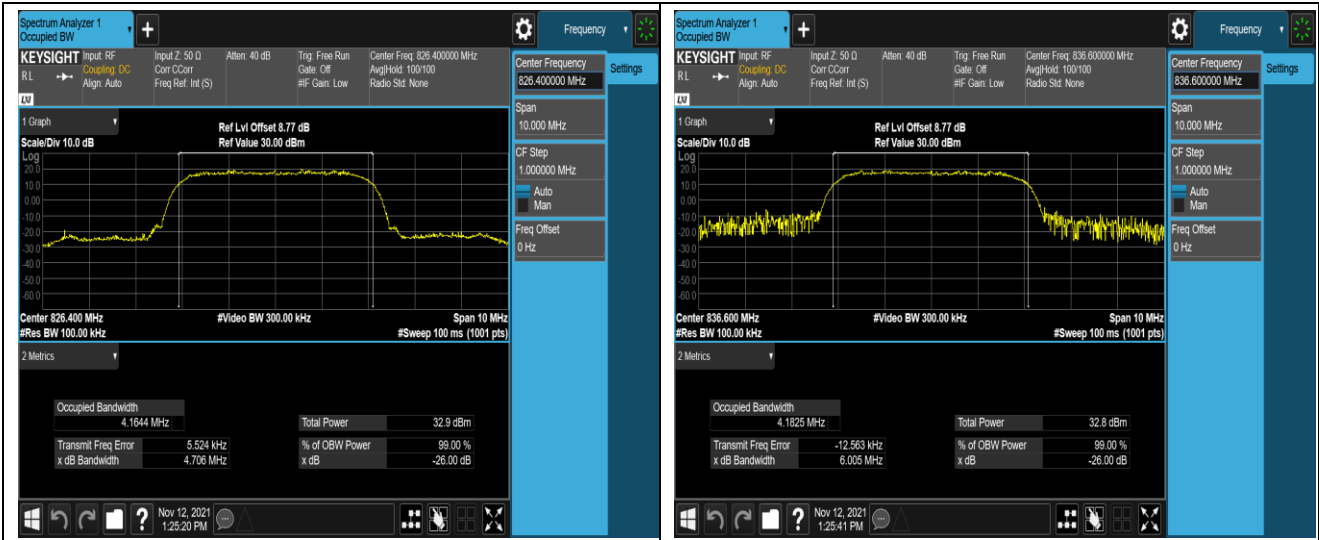 Spectrum Analyzer 1
Occupied BW
+
Frequency
KEYSIGHT
Input: RF
Coupling: DC
Align: Auto
Input Z: 50 Ω
Corr CCorr
Freq Ref: Int (S)
Atten: 40 dB
Trig: Free Run
Gate: Off
#IF Gain: Low
Center Freq: 826.400000 MHz
Avg|Hold: 100/100
Radio Std: None
R L
LXI
Center Frequency
826.400000 MHz
Settings
Span
10.000 MHz
CF Step
1.000000 MHz
Auto
Man
Freq Offset
0 Hz
1 Graph
Ref Lvl Offset 8.77 dB
Scale/Div 10.0 dB
Ref Value 30.00 dBm
Log
20.0
10.0
0.00
-10.0
-20.0
-30.0
-40.0
-50.0
-60.0
Center 826.400 MHz
#Video BW 300.00 kHz
Span 10 MHz
#Res BW 100.00 kHz
#Sweep 100 ms (1001 pts)
2 Metrics
Occupied Bandwidth
4.1644 MHz
Total Power 32.9 dBm
Transmit Freq Error 5.524 kHz
% of OBW Power 99.00 %
x dB Bandwidth 4.706 MHz
x dB -26.00 dB
?
Nov 12, 2021
1:25:20 PM
Spectrum Analyzer 1
Occupied BW
+
Frequency
KEYSIGHT
Input: RF
Coupling: DC
Align: Auto
Input Z: 50 Ω
Corr CCorr
Freq Ref: Int (S)
Atten: 40 dB
Trig: Free Run
Gate: Off
#IF Gain: Low
Center Freq: 836.600000 MHz
Avg|Hold: 100/100
Radio Std: None
R L
LXI
Center Frequency
836.600000 MHz
Settings
Span
10.000 MHz
CF Step
1.000000 MHz
Auto
Man
Freq Offset
0 Hz
1 Graph
Ref Lvl Offset 8.77 dB
Scale/Div 10.0 dB
Ref Value 30.00 dBm
Log
20.0
10.0
0.00
-10.0
-20.0
-30.0
-40.0
-50.0
-60.0
Center 836.600 MHz
#Video BW 300.00 kHz
Span 10 MHz
#Res BW 100.00 kHz
#Sweep 100 ms (1001 pts)
2 Metrics
Occupied Bandwidth
4.1825 MHz
Total Power 32.8 dBm
Transmit Freq Error -12.563 kHz
% of OBW Power 99.00 %
x dB Bandwidth 6.005 MHz
x dB -26.00 dB
?
Nov 12, 2021
1:25:41 PM